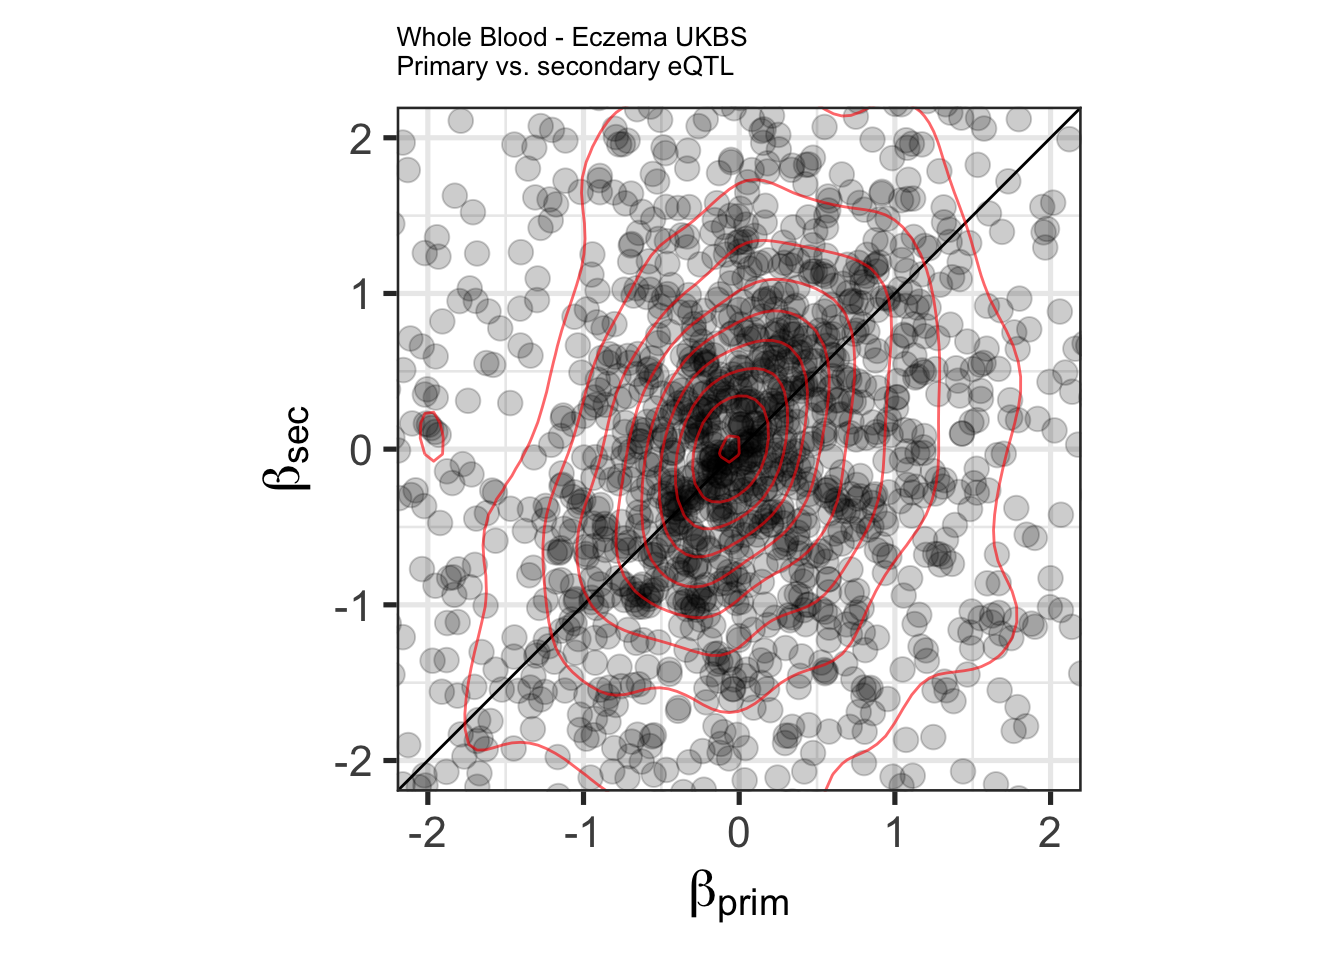 Whole Blood - Eczema UKBS
Primary vs. secondary eQTL
2
1
0
-1
-2
βsec
-2 -1 0 1 2
βprim